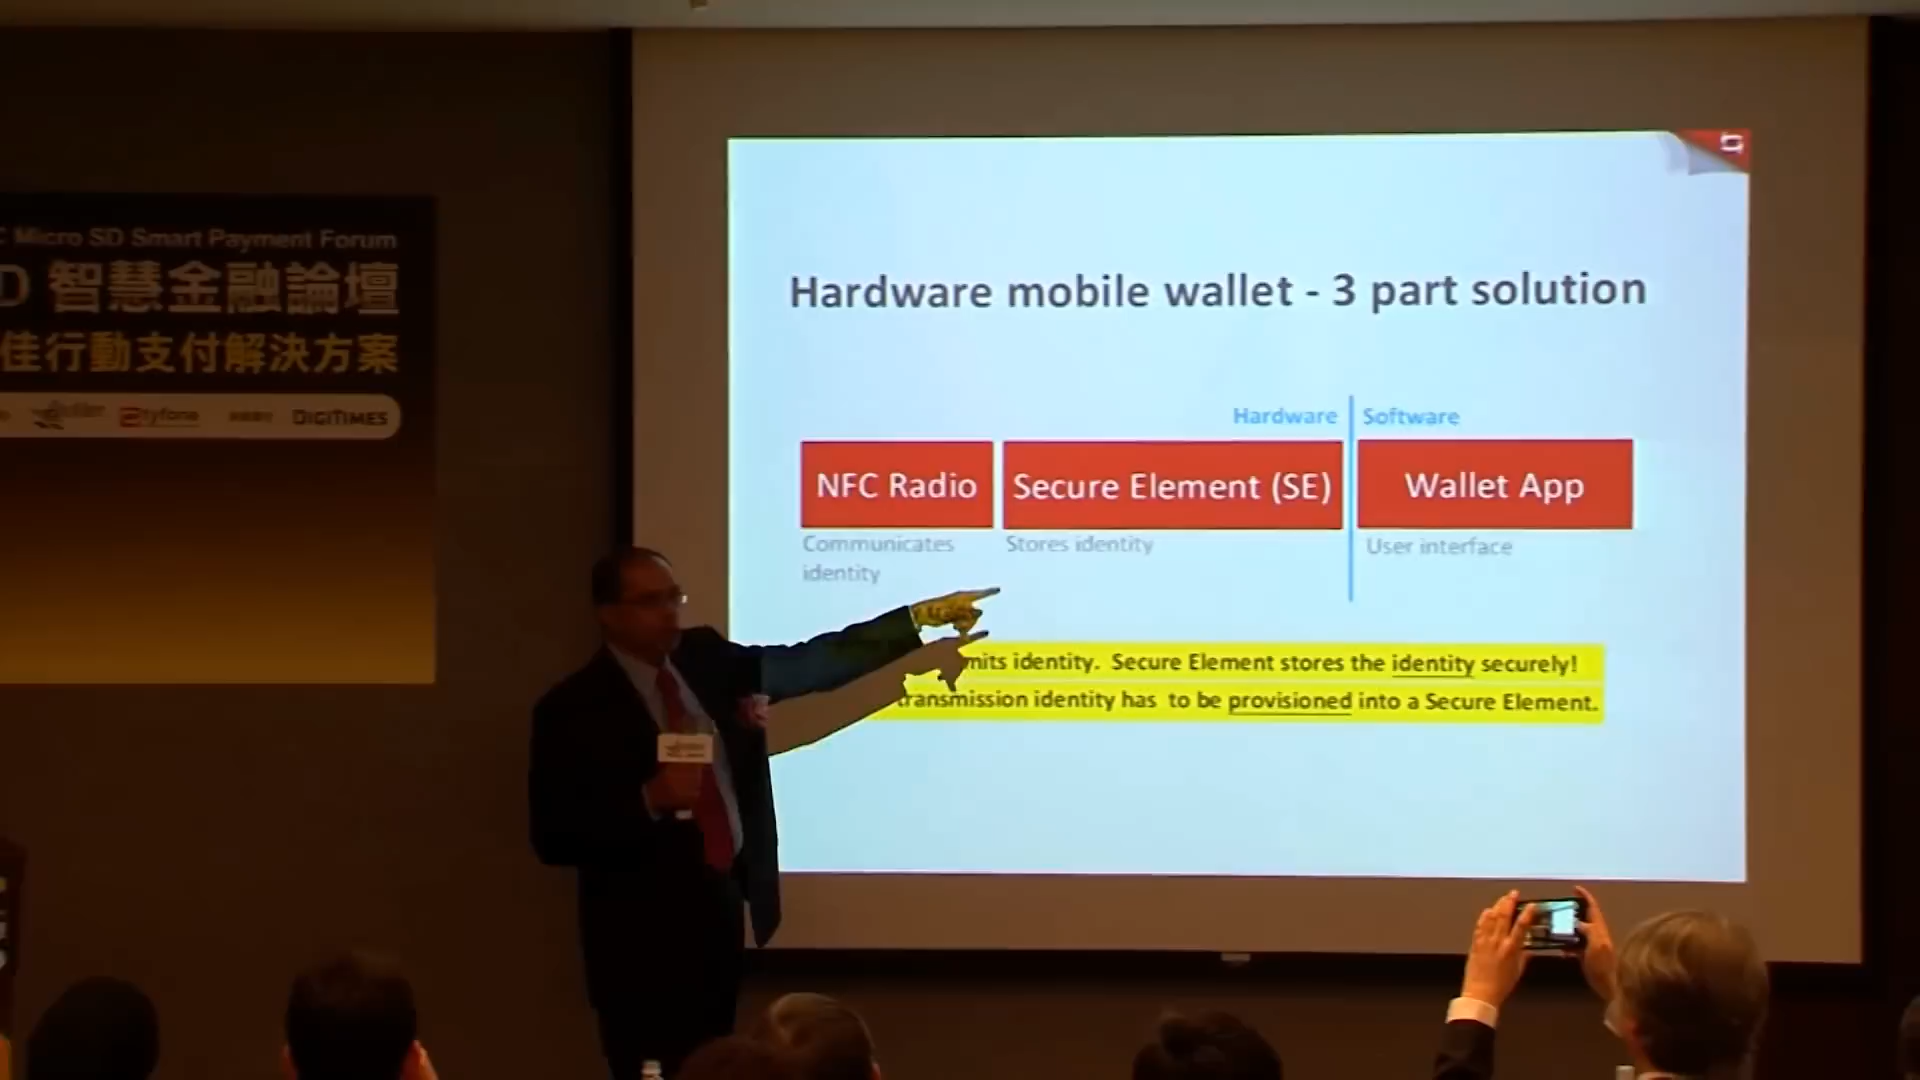 Micro SD Smart Payment Forum
D 智慧金融論壇
佳行動支付解決方案
tyfone DIGITIMES
Hardware mobile wallet - 3 part solution
Hardware Software
NFC Radio Secure Element (SE) Wallet App
Communicates identity
Stores identity
User interface
mits identity. Secure Element stores the identity securely!
transmission identity has to be provisioned into a Secure Element.